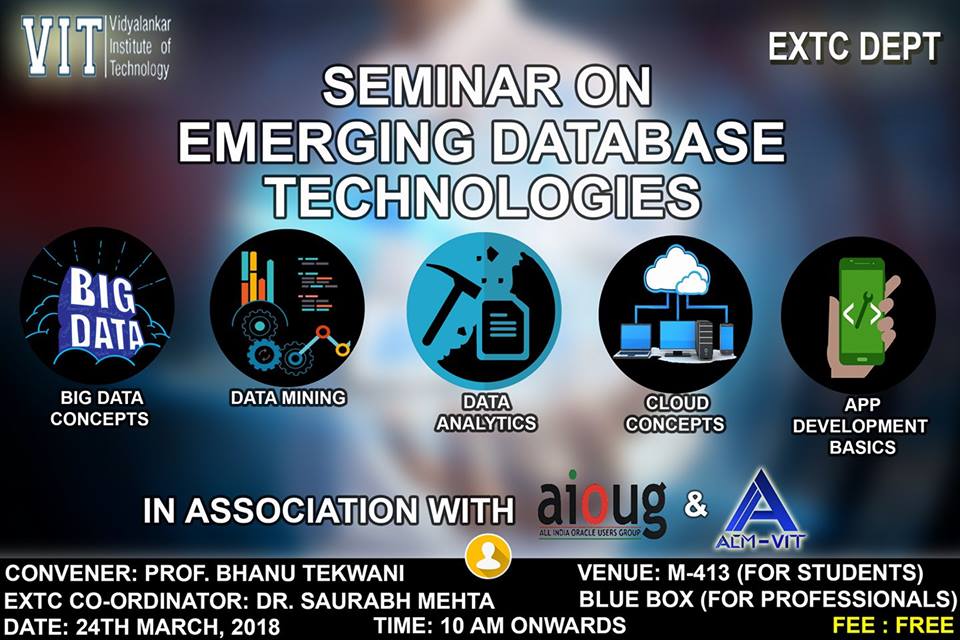 VIT
Vidyalankar
Institute of
Technology
EXTC DEPT
SEMINAR ON
EMERGING DATABASE
TECHNOLOGIES
BIG
DATA
BIG DATA
CONCEPTS
DATA MINING
DATA
ANALYTICS
CLOUD
CONCEPTS
</>
APP
DEVELOPMENT
BASICS
IN ASSOCIATION WITH
aioug
ALL INDIA ORACLE USERS GROUP
&
ALM-VIT
CONVENER: PROF. BHANU TEKWANI
VENUE: M-413 (FOR STUDENTS)
EXTC CO-ORDINATOR: DR. SAURABH MEHTA
BLUE BOX (FOR PROFESSIONALS)
DATE: 24TH MARCH, 2018
TIME: 10 AM ONWARDS
FEE : FREE